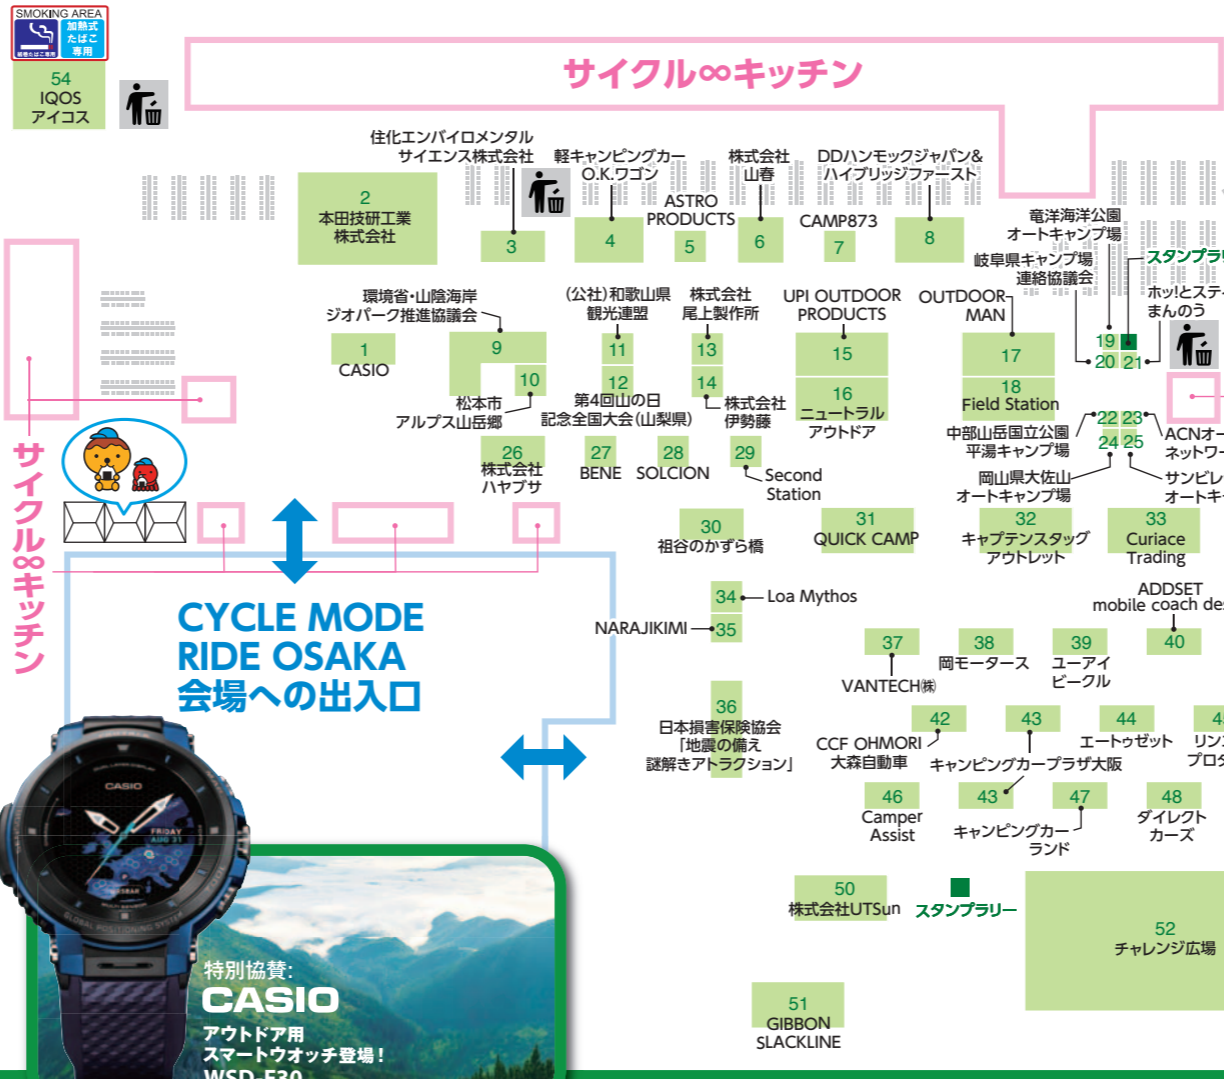 SMOKING AREA
紙巻たばこ専用
加熱式
たばこ
専用
54
IQOS
アイコス
サイクル∞キッチン
住化エンバイロメンタル
サイエンス株式会社
3
軽キャンピングカー
O.K.ワゴン
4
ASTRO
PRODUCTS
5
株式会社
山春
6
CAMP873
7
DDハンモックジャパン&
ハイブリッジファースト
8
2
本田技研工業
株式会社
竜洋海洋公園
オートキャンプ場
岐阜県キャンプ場
連絡協議会
スタンプラリ
ホッ!とステ
まんのう
19
20
21
環境省・山陰海岸
ジオパーク推進協議会
9
1
CASIO
10
松本市
アルプス山岳郷
(公社)和歌山県
観光連盟
11
12
第4回山の日
記念全国大会(山梨県)
株式会社
尾上製作所
13
14
株式会社
伊勢藤
UPI OUTDOOR
PRODUCTS
15
16
ニュートラル
アウトドア
OUTDOOR
MAN
17
18
Field Station
22
23
24
25
中部山岳国立公園
平湯キャンプ場
ACNオー
ネットワー
岡山県大佐山
オートキャンプ場
サンビレ
オートキ
26
株式会社
ハヤブサ
27
BENE
28
SOLCION
29
Second
Station
サイクル∞キッチン
30
祖谷のかずら橋
31
QUICK CAMP
32
キャプテンスタッグ
アウトレット
33
Curiace
Trading
34
Loa Mythos
NARAJIKIMI
35
ADDSET
mobile coach des
40
37
VANTECH㈱
38
岡モータース
39
ユーアイ
ビークル
CYCLE MODE
RIDE OSAKA
会場への出入口
36
日本損害保険協会
「地震の備え
謎解きアトラクション」
42
CCF OHMORI
大森自動車
43
キャンピングカープラザ大阪
43
44
エートゥゼット
45
リン
プロタ
46
Camper
Assist
47
キャンピングカー
ランド
48
ダイレクト
カーズ
50
株式会社UTSun
スタンプラリー
52
チャレンジ広場
51
GIBBON
SLACKLINE
CASIO
FRIDAY
AUG 31
GLOBAL POSITIONING SYSTEM
特別協賛:
CASIO
アウトドア用
スマートウオッチ登場!
WSD-F30